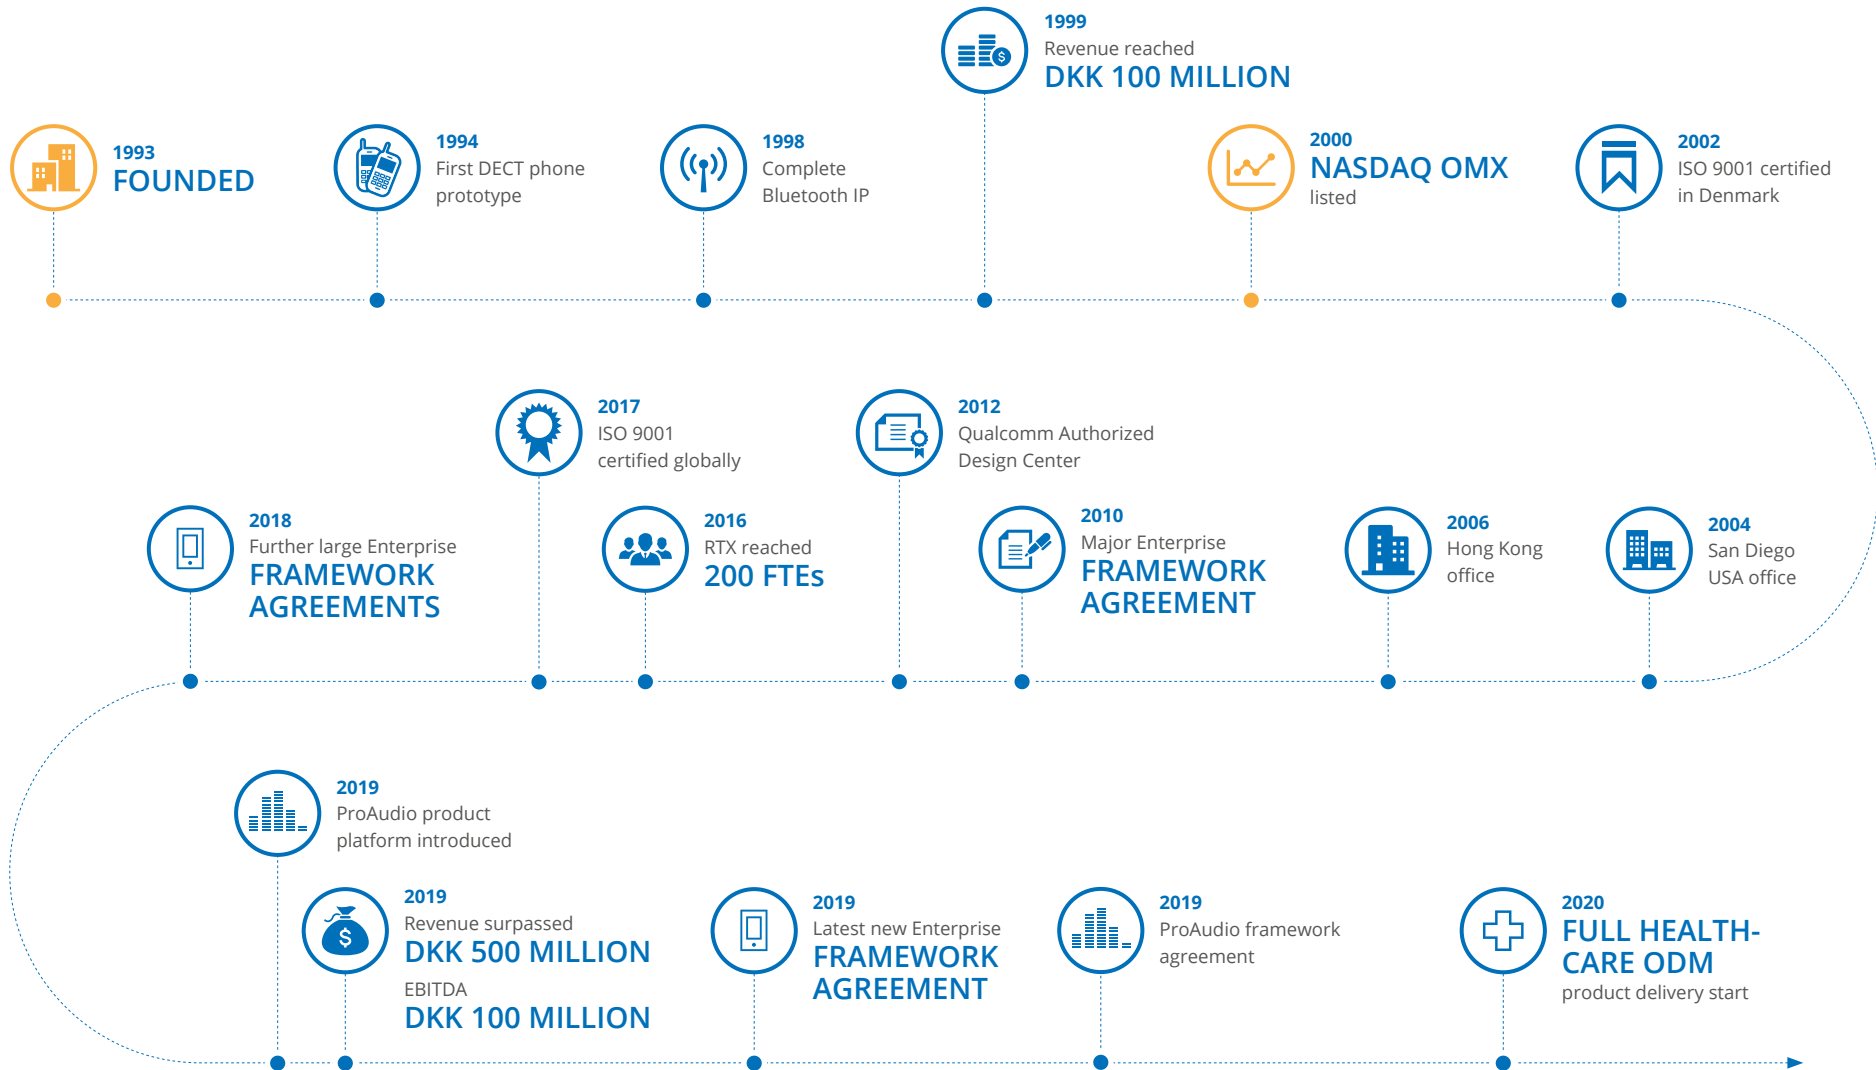 1999
Revenue reached
DKK 100 MILLION
1993
FOUNDED
1994
First DECT phone
prototype
1998
Complete
Bluetooth IP
2000
NASDAQ OMX
listed
2002
ISO 9001 certified
in Denmark
2017
ISO 9001
certified globally
2012
Qualcomm Authorized
Design Center
2018
Further large Enterprise
FRAMEWORK
AGREEMENTS
2016
RTX reached
200 FTEs
2010
Major Enterprise
FRAMEWORK
AGREEMENT
2006
Hong Kong
office
2004
San Diego
USA office
2019
ProAudio product
platform introduced
2019
Revenue surpassed
DKK 500 MILLION
EBITDA
DKK 100 MILLION
2019
Latest new Enterprise
FRAMEWORK
AGREEMENT
2019
ProAudio framework
agreement
2020
FULL HEALTH-
CARE ODM
product delivery start